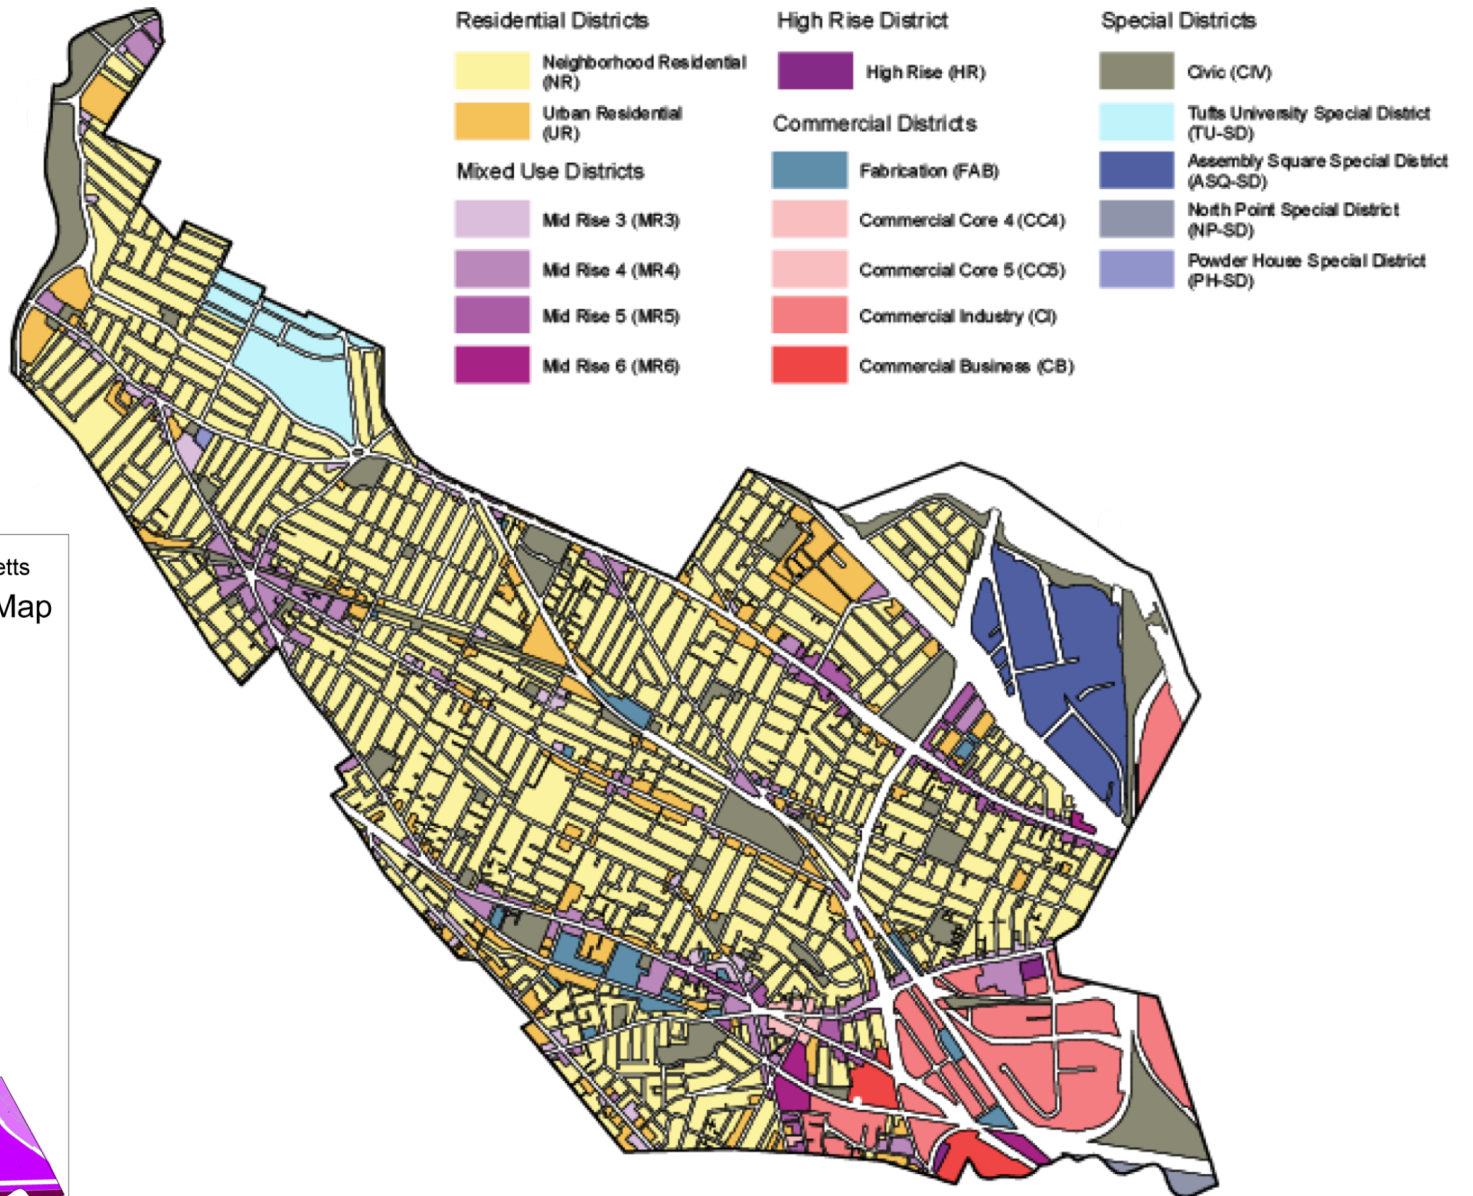 Residential Districts
Neighborhood Residential
(NR)
Urban Residential
(UR)
Mixed Use Districts
Mid Rise 3 (MR3)
Mid Rise 4 (MR4)
Mid Rise 5 (MR5)
Mid Rise 6 (MR6)
High Rise District
High Rise (HR)
Commercial Districts
Fabrication (FAB)
Commercial Core 4 (CC4)
Commercial Core 5 (CC5)
Commercial Industry (CI)
Commercial Business (CB)
Special Districts
Civic (CIV)
Tufts University Special District
(TU-SD)
Assembly Square Special District
(ASQ-SD)
North Point Special District
(NP-SD)
Powder House Special District
(PH-SD)
etts
Map